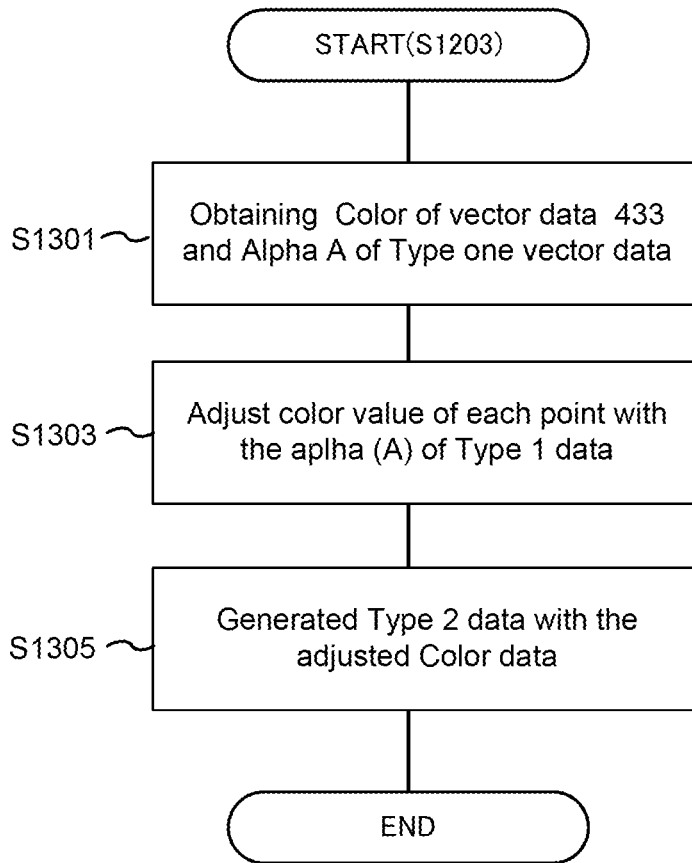 START(S1203)
S1301
Obtaining Color of vector data 433
and Alpha A of Type one vector data
S1303
Adjust color value of each point with
the aplha (A) of Type 1 data
S1305
Generated Type 2 data with the
adjusted Color data
END